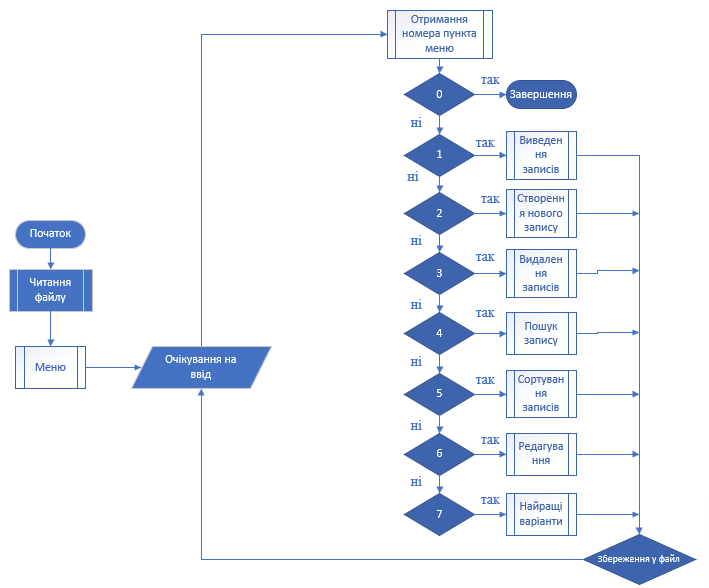 Отримання
номера пункта
меню
0
так
Завершення
ні
1
так
Виведен
ня
записів
ні
2
так
Створенн
я нового
запису
ні
3
так
Видален
ня
записів
ні
4
так
Пошук
запису
ні
5
так
Сортуван
ня
записів
ні
6
так
Редагува
ння
ні
7
так
Найращі
варіанти
Збереження у файл
Початок
Читання
файлу
Меню
Очікування на
ввід